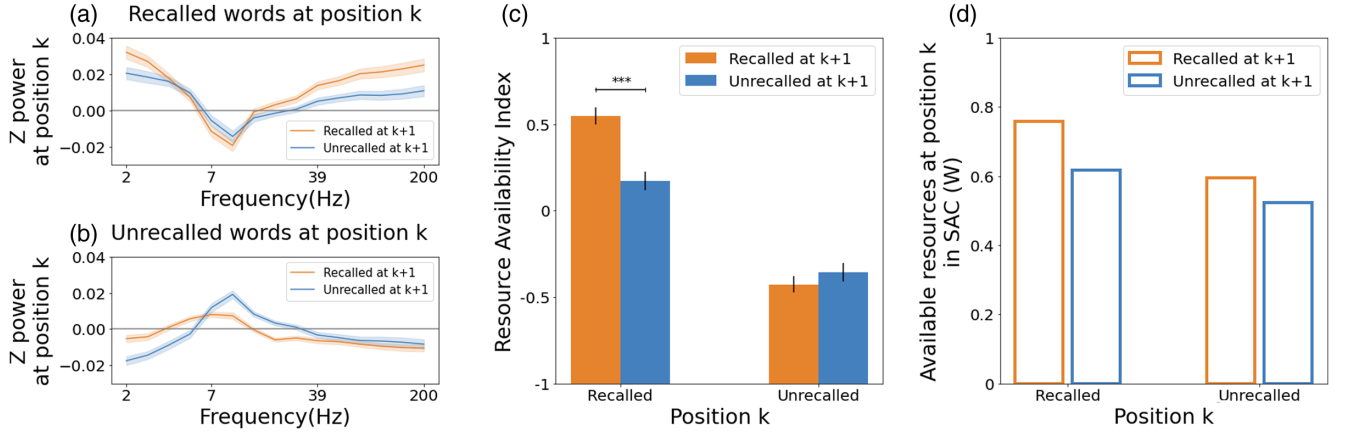 (a)
Recalled words at position k
0.04
0.02
0.00
−0.02
Z power
at position k
Recalled at k+1
Unrecalled at k+1
2
7
39
200
Frequency(Hz)
(b)
Unrecalled words at position k
0.04
0.02
0.00
−0.02
Z power
at position k
Recalled at k+1
Unrecalled at k+1
2
7
39
200
Frequency(Hz)
(c)
1
0.5
0
-0.5
-1
Resource Availability Index
Recalled at k+1
Unrecalled at k+1
***
Recalled
Unrecalled
Position k
(d)
1
0.8
0.6
0.4
0.2
0
Available resources at position k
in SAC (W)
Recalled at k+1
Unrecalled at k+1
Recalled
Unrecalled
Position k